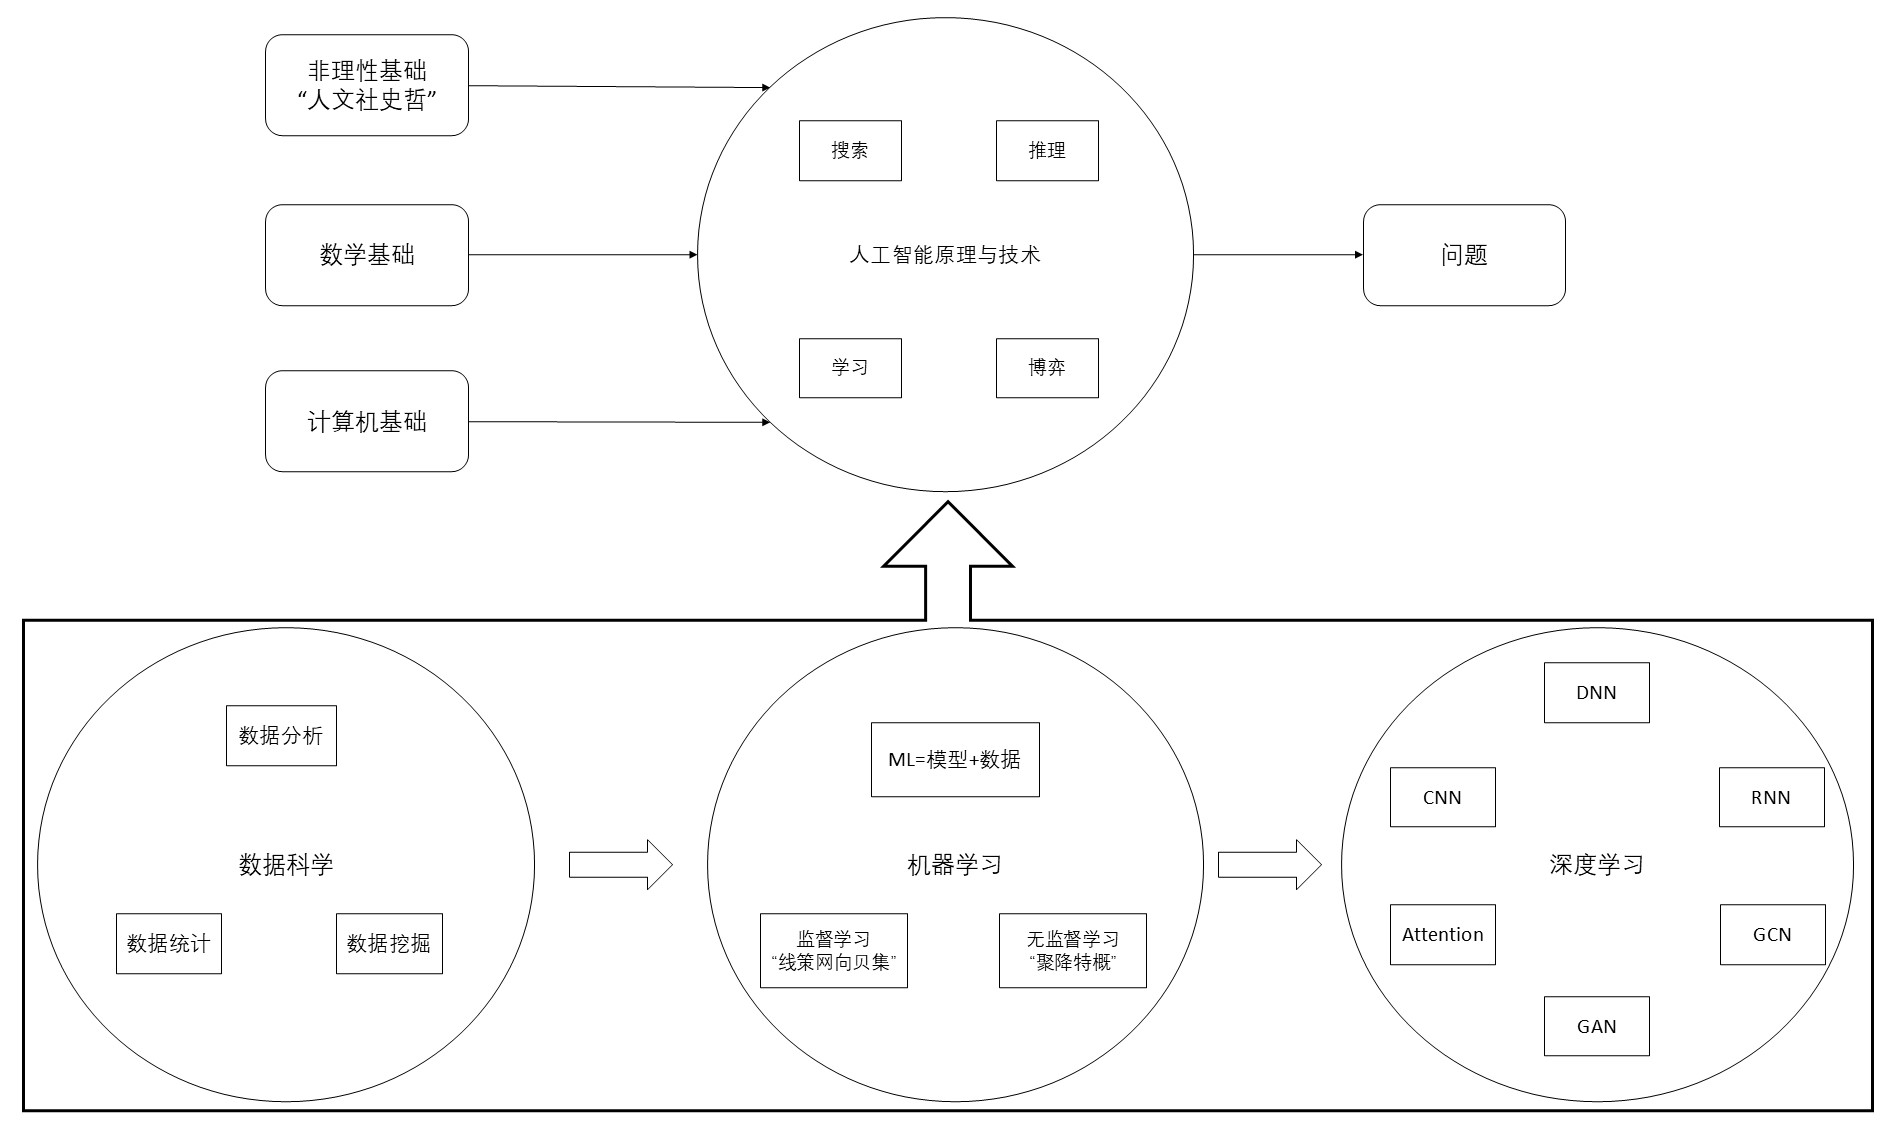 非理性基础
“人文社史哲”
搜索
推理
数学基础
人工智能原理与技术
问题
学习
博弈
计算机基础
数据分析
数据科学
数据统计
数据挖掘
ML=模型+数据
机器学习
监督学习
“线策网向贝集”
无监督学习
“聚降特概”
DNN
CNN
RNN
深度学习
Attention
GCN
GAN